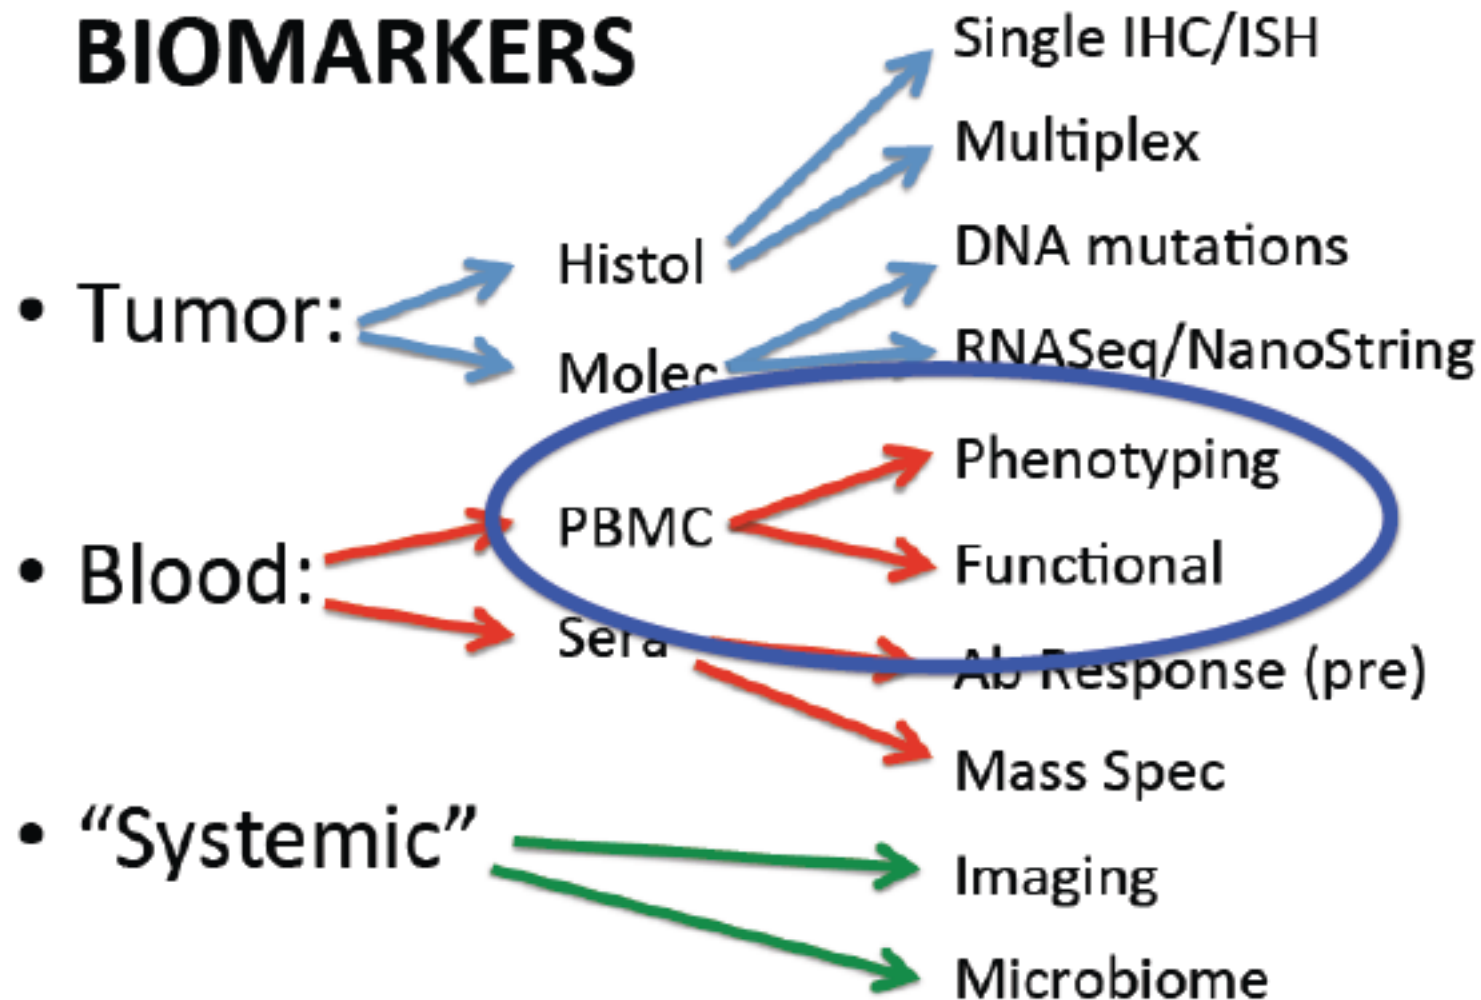 BIOMARKERS
Single IHC/ISH
Multiplex
Histol
DNA mutations
• Tumor:
Molec
RNASeq/NanoString
Phenotyping
PBMC
• Blood:
Functional
Sera
Ab Response (pre)
Mass Spec
• “Systemic”
Imaging
Microbiome